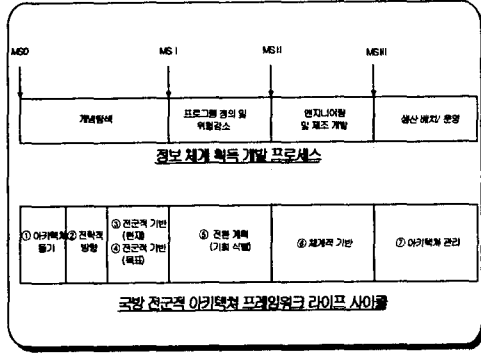 MS0 MS I MS II MS III
개념탐색
프로그램 정의 및
위험감소
엔지니어링
및 제조 개발
생산 배치/ 운영
정보 체계 획득 개발 프로세스
① 아키텍쳐
동기
② 전략적
방향
③ 전군적 기반
(현재)
④ 전군적 기반
(목표)
⑤ 전환 계획
(기회 식별)
⑥ 체계적 기반
⑦ 아키텍쳐 관리
국방 전군적 아키텍쳐 프레임워크 라이프 사이클